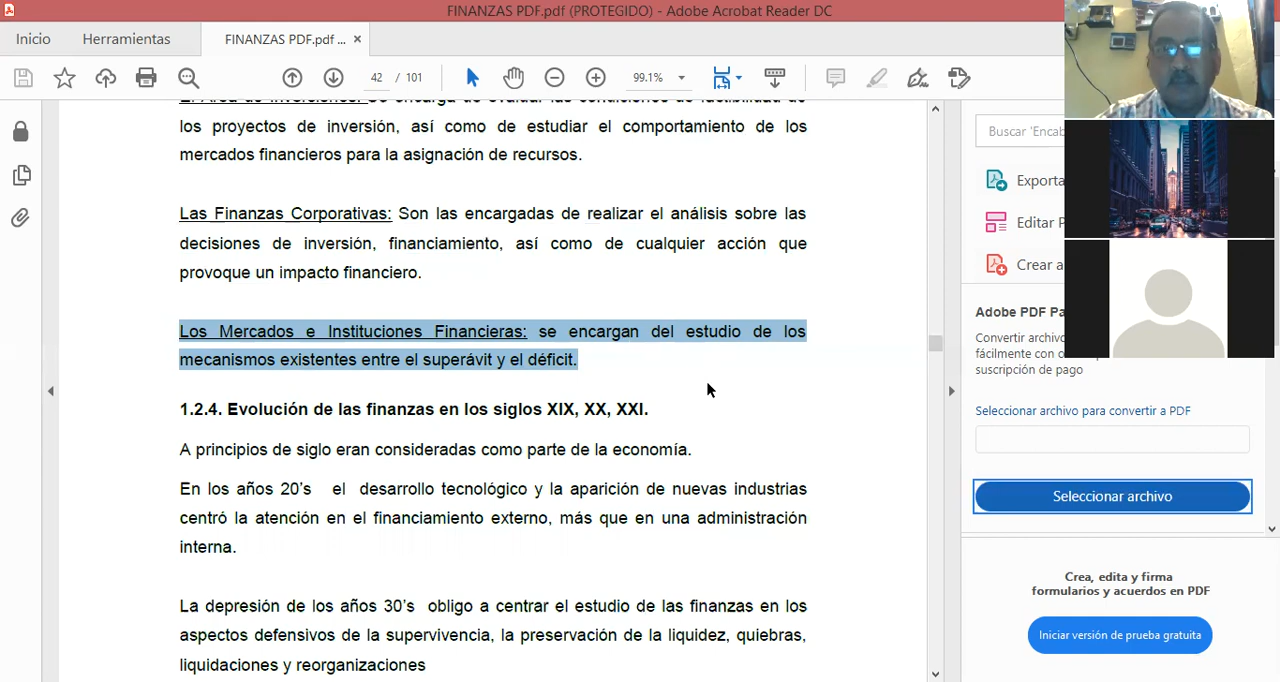 FINANZAS PDF.pdf (PROTEGIDO) - Adobe Acrobat Reader DC
Inicio
Herramientas
FINANZAS PDF.pdf ... ×
42 / 101
99.1%
los proyectos de inversión, así como de estudiar el comportamiento de los
mercados financieros para la asignación de recursos.
Las Finanzas Corporativas: Son las encargadas de realizar el análisis sobre las
decisiones de inversión, financiamiento, así como de cualquier acción que
provoque un impacto financiero.
Los Mercados e Instituciones Financieras: se encargan del estudio de los
mecanismos existentes entre el superávit y el déficit.
1.2.4. Evolución de las finanzas en los siglos XIX, XX, XXI.
A principios de siglo eran consideradas como parte de la economía.
En los años 20's el desarrollo tecnológico y la aparición de nuevas industrias
centró la atención en el financiamiento externo, más que en una administración
interna.
La depresión de los años 30's obligo a centrar el estudio de las finanzas en los
aspectos defensivos de la supervivencia, la preservación de la liquidez, quiebras,
liquidaciones y reorganizaciones
Buscar 'Encab
Exporta
Editar P
Crear a
Adobe PDF Pa
Convertir archivo
fácilmente con o
suscripción de pago
Seleccionar archivo para convertir a PDF
Seleccionar archivo
Crea, edita y firma
formularios y acuerdos en PDF
Iniciar versión de prueba gratuita